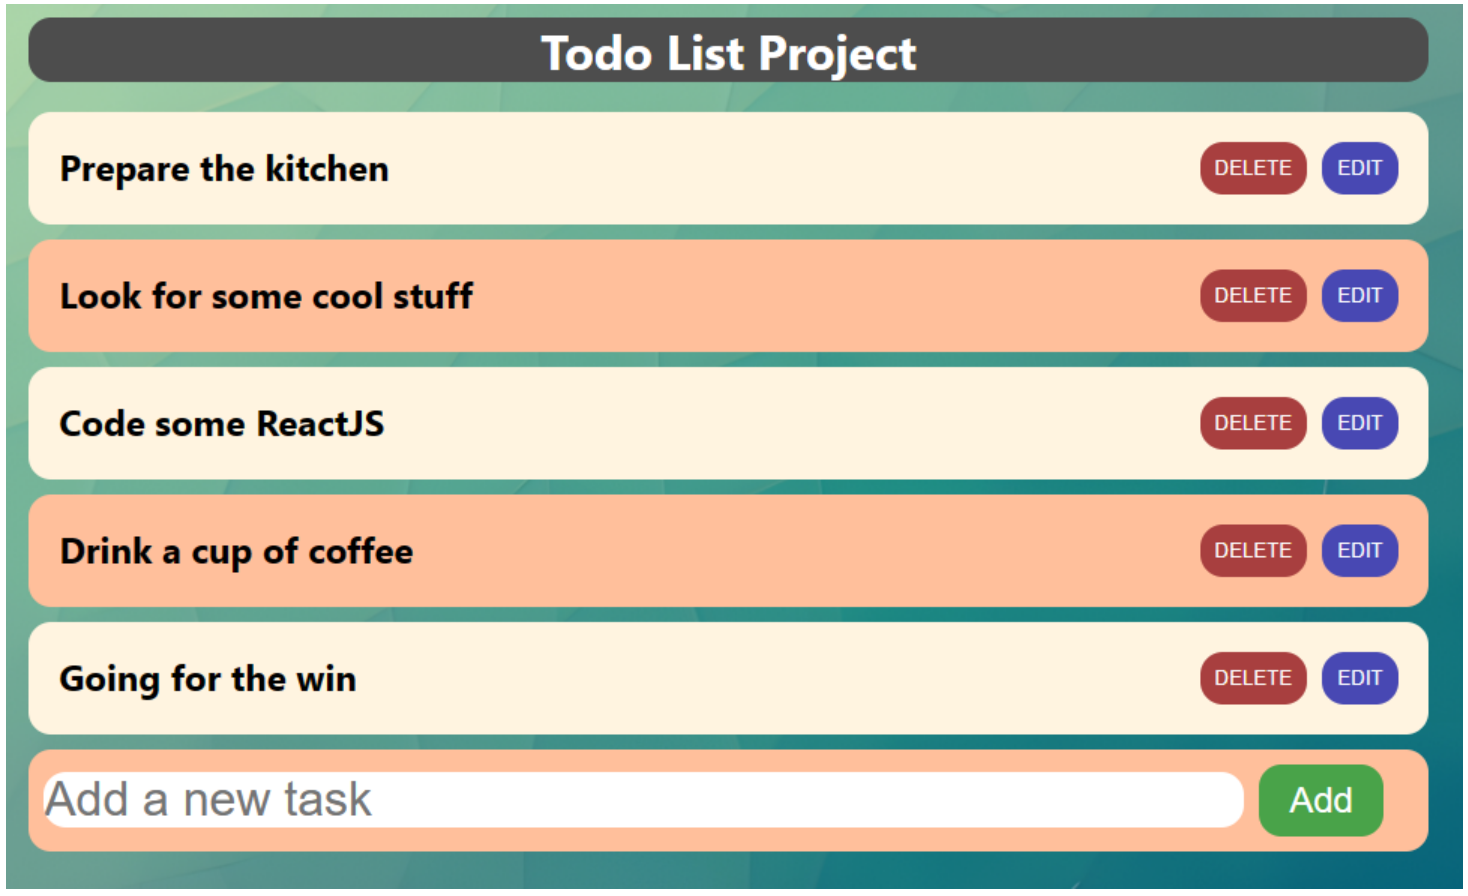 Todo List Project
Prepare the kitchen DELETE EDIT
Look for some cool stuff DELETE EDIT
Code some ReactJS DELETE EDIT
Drink a cup of coffee DELETE EDIT
Going for the win DELETE EDIT
Add a new task Add